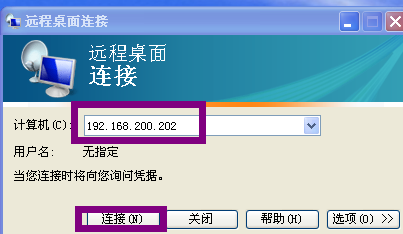 远程桌面连接
远程桌面
连接
计算机(C): 192.168.200.202
用户名: 无指定
当您连接时将向您询问凭据。
连接(N) 关闭 帮助(H) 选项(O) >>